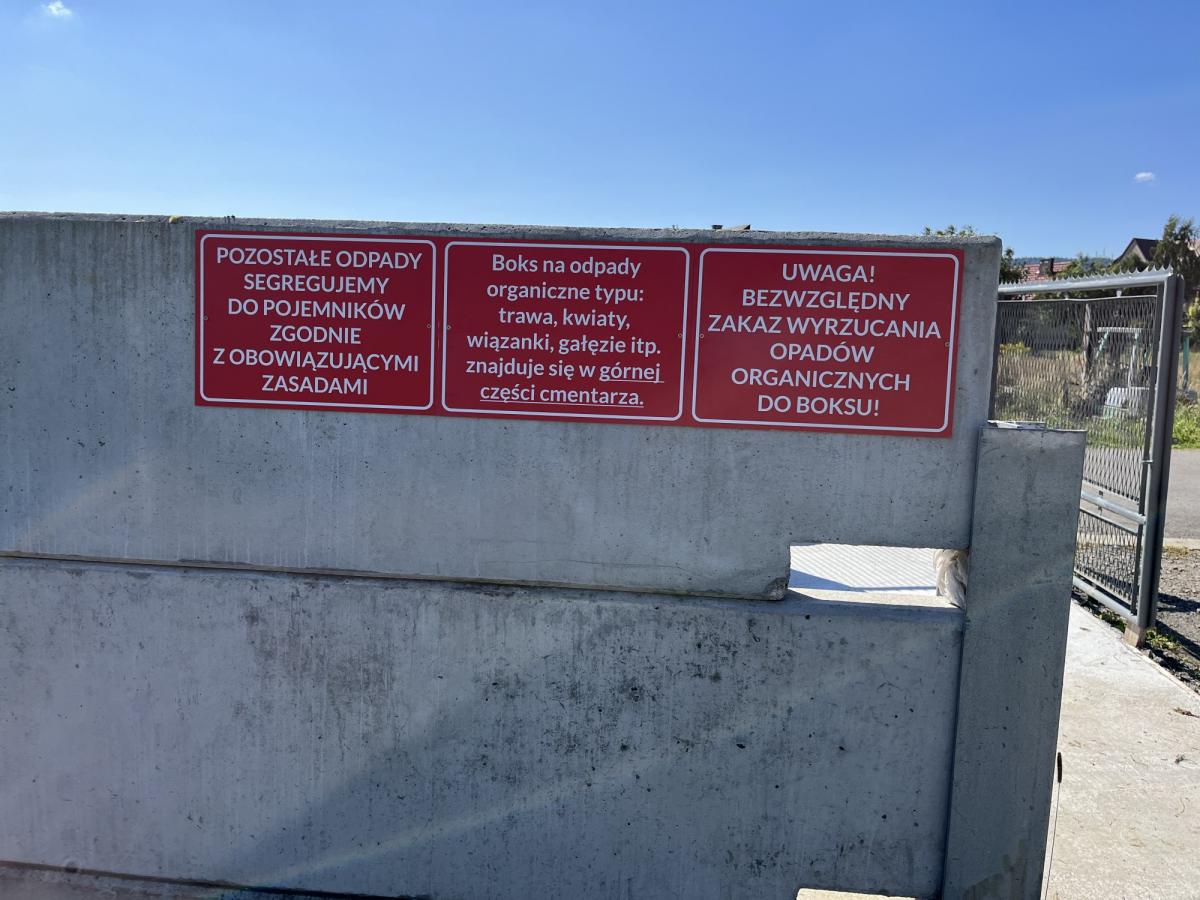 POZOSTAŁE ODPADY
SEGREGUJEMY
DO POJEMNIKÓW
ZGODNIE
Z OBOWIĄZUJĄCYMI
ZASADAMI
Boks na odpady
organiczne typu:
trawa, kwiaty,
wiązanki, gałęzie itp.
znajduje się w górnej
części cmentarza.
UWAGA!
BEZWZGLĘDNY
ZAKAZ WYRZUCANIA
OPADÓW
ORGANICZNYCH
DO BOKSU!